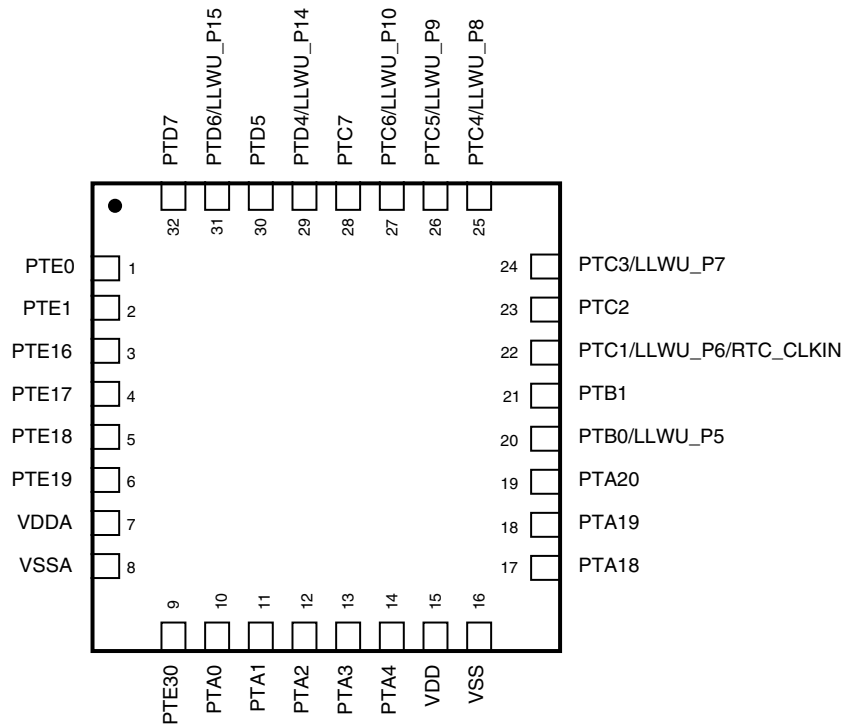 PTD7
PTD6/LLWU_P15
PTD5
PTD4/LLWU_P14
PTC7
PTC6/LLWU_P10
PTC5/LLWU_P9
PTC4/LLWU_P8
32
31
30
29
28
27
26
25
PTE0 1
PTE1 2
PTE16 3
PTE17 4
PTE18 5
PTE19 6
VDDA 7
VSSA 8
24 PTC3/LLWU_P7
23 PTC2
22 PTC1/LLWU_P6/RTC_CLKIN
21 PTB1
20 PTB0/LLWU_P5
19 PTA20
18 PTA19
17 PTA18
9
10
11
12
13
14
15
16
PTE30
PTA0
PTA1
PTA2
PTA3
PTA4
VDD
VSS